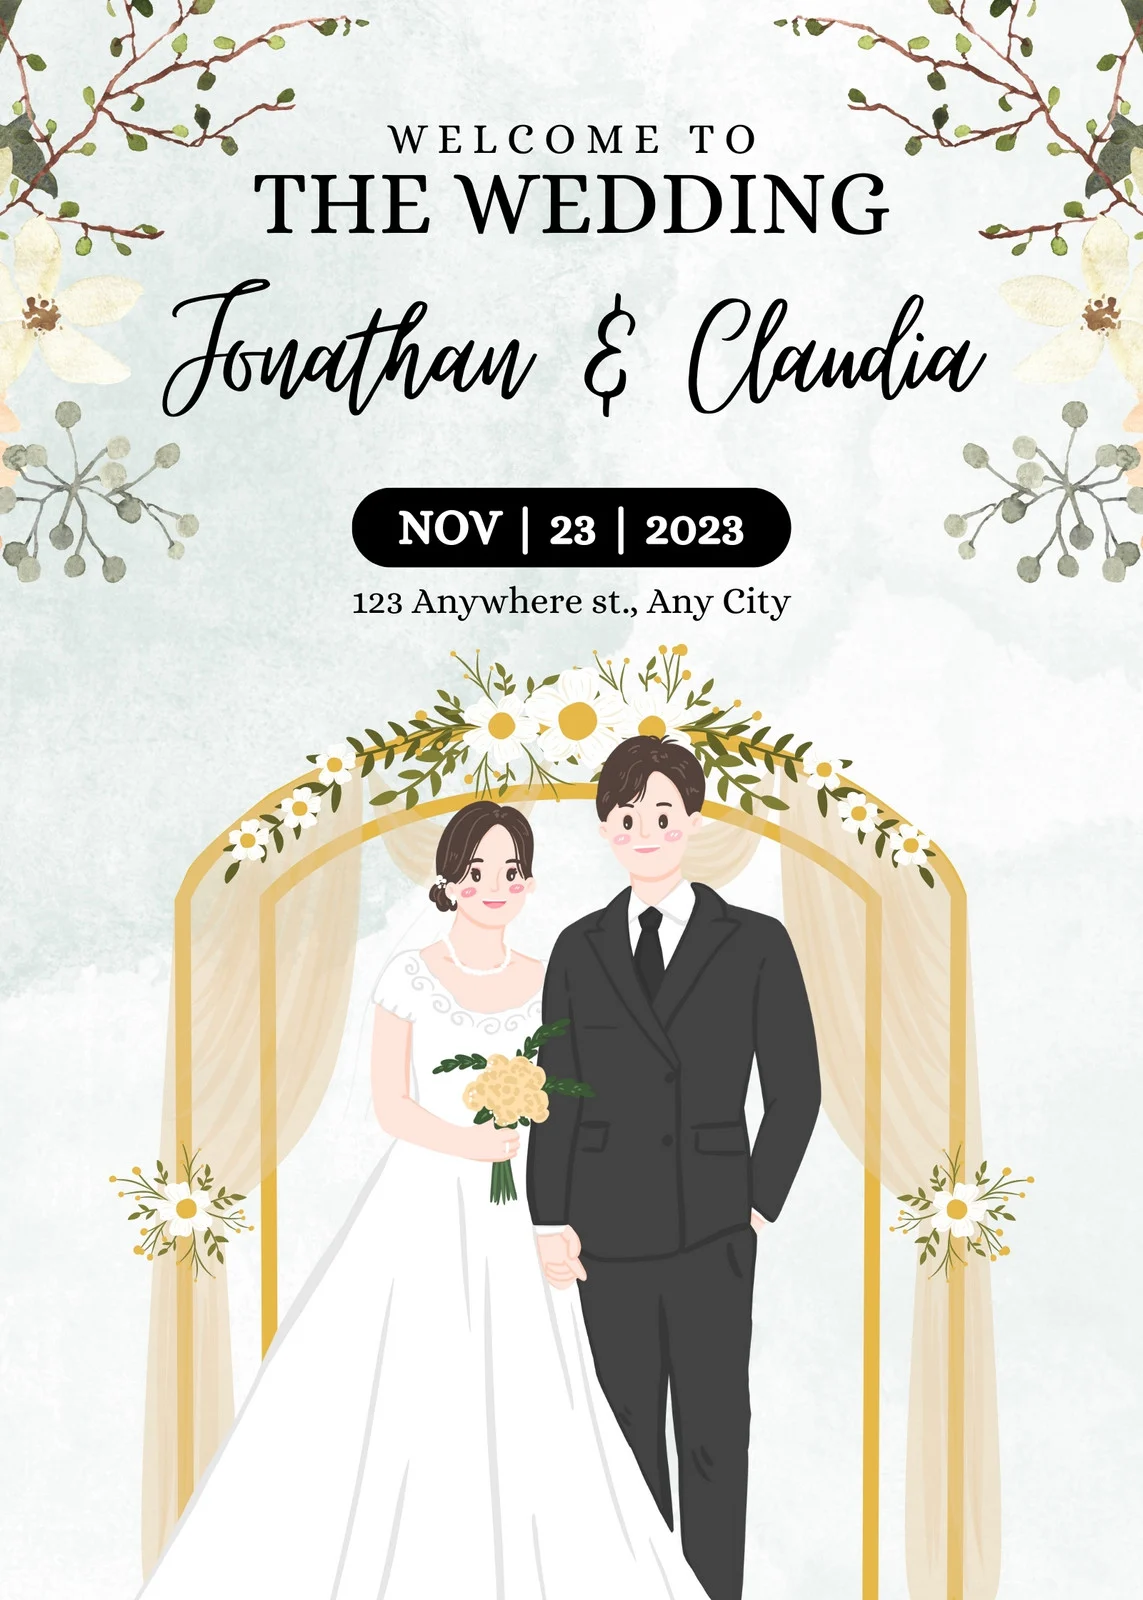 WELCOME TO
THE WEDDING
Jonathan & Claudia
NOV | 23 | 2023
123 Anywhere st., Any City